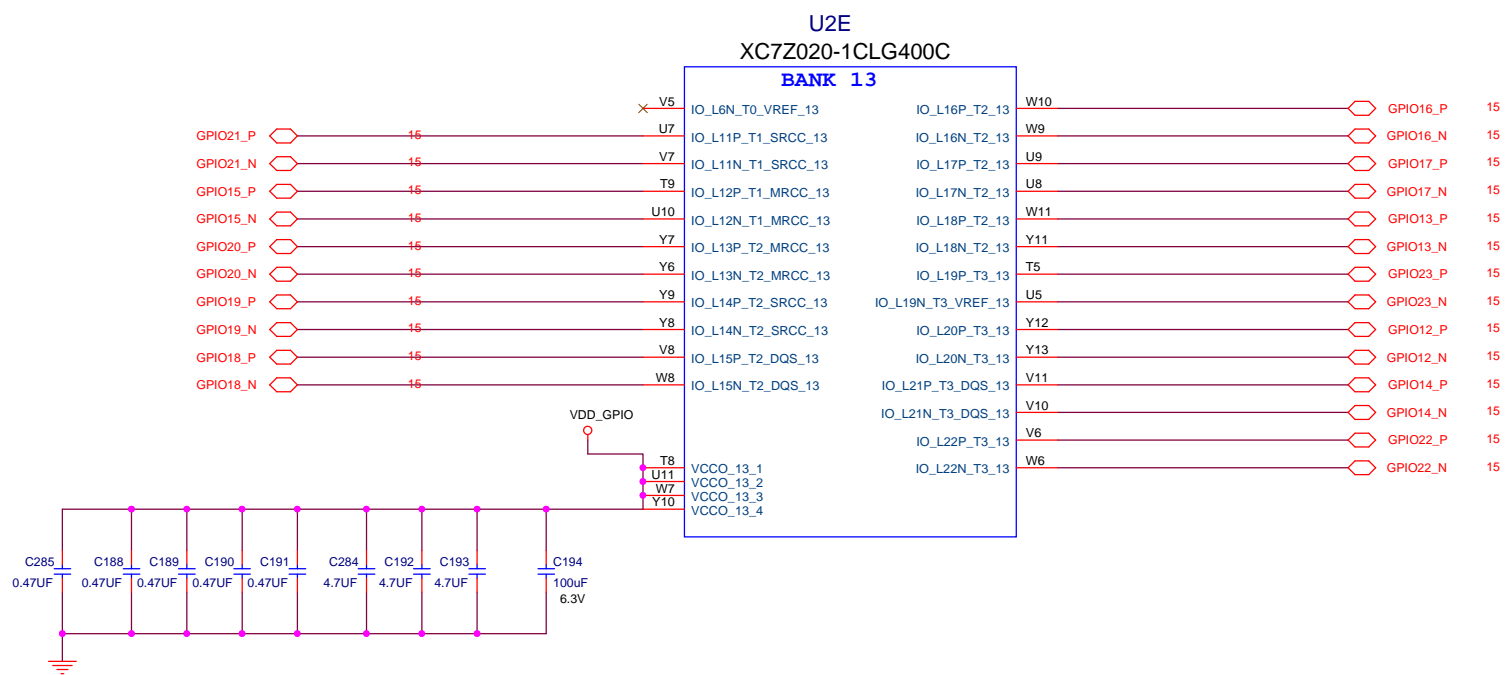 U2E
XC7Z020-1CLG400C
BANK 13
V5 IO_L6N_T0_VREF_13 IO_L16P_T2_13 W10 GPIO16_P 15
GPIO21_P 15 U7 IO_L11P_T1_SRCC_13 IO_L16N_T2_13 W9 GPIO16_N 15
GPIO21_N 15 V7 IO_L11N_T1_SRCC_13 IO_L17P_T2_13 U9 GPIO17_P 15
GPIO15_P 15 T9 IO_L12P_T1_MRCC_13 IO_L17N_T2_13 U8 GPIO17_N 15
GPIO15_N 15 U10 IO_L12N_T1_MRCC_13 IO_L18P_T2_13 W11 GPIO13_P 15
GPIO20_P 15 Y7 IO_L13P_T2_MRCC_13 IO_L18N_T2_13 Y11 GPIO13_N 15
GPIO20_N 15 Y6 IO_L13N_T2_MRCC_13 IO_L19P_T3_13 T5 GPIO23_P 15
GPIO19_P 15 Y9 IO_L14P_T2_SRCC_13 IO_L19N_T3_VREF_13 U5 GPIO23_N 15
GPIO19_N 15 Y8 IO_L14N_T2_SRCC_13 IO_L20P_T3_13 Y12 GPIO12_P 15
GPIO18_P 15 V8 IO_L15P_T2_DQS_13 IO_L20N_T3_13 Y13 GPIO12_N 15
GPIO18_N 15 W8 IO_L15N_T2_DQS_13 IO_L21P_T3_DQS_13 V11 GPIO14_P 15
VDD_GPIO IO_L21N_T3_DQS_13 V10 GPIO14_N 15
IO_L22P_T3_13 V6 GPIO22_P 15
T8 VCCO_13_1 IO_L22N_T3_13 W6 GPIO22_N 15
U11 VCCO_13_2
W7 VCCO_13_3
Y10 VCCO_13_4
C285 C188 C189 C190 C191 C284 C192 C193 C194
0.47UF 0.47UF 0.47UF 0.47UF 0.47UF 4.7UF 4.7UF 4.7UF 100uF
6.3V